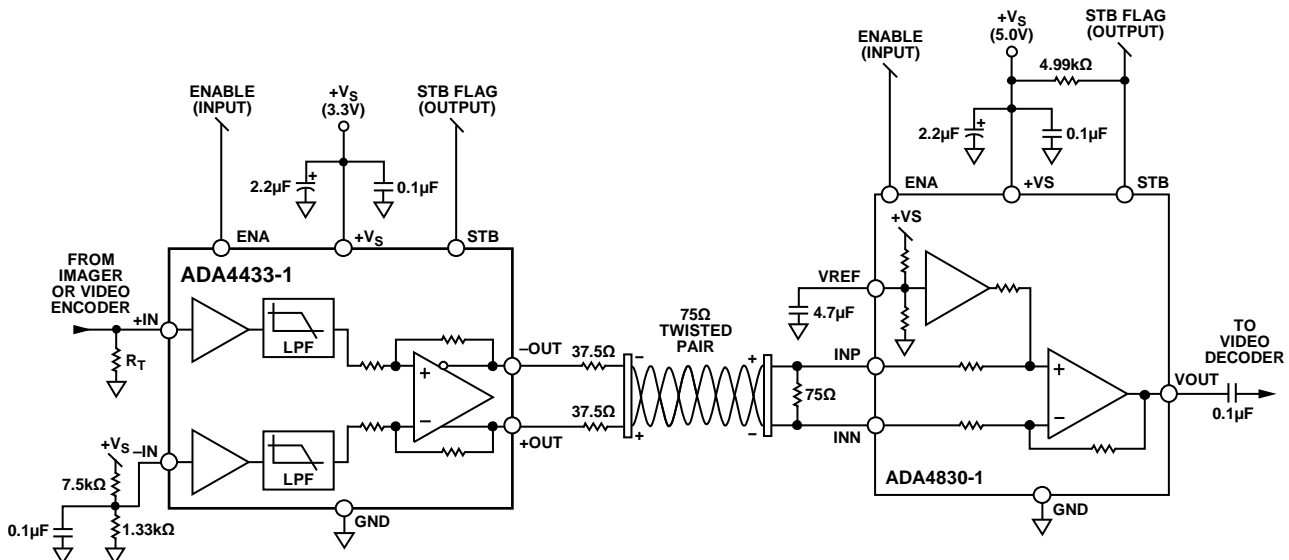 ENABLE
(INPUT)
+VS
(3.3V)
STB FLAG
(OUTPUT)
2.2µF
+
0.1µF
ENA
+VS
STB
ADA4433-1
FROM
IMAGER
OR VIDEO
ENCODER
+IN
RT
LPF
+
–
–OUT
+OUT
+VS
–IN
7.5kΩ
LPF
0.1µF
1.33kΩ
GND
37.5Ω
37.5Ω
75Ω
TWISTED
PAIR
–
+
+
–
75Ω
ENABLE
(INPUT)
+VS
(5.0V)
STB FLAG
(OUTPUT)
4.99kΩ
2.2µF
+
0.1µF
ENA
+VS
STB
+VS
VREF
4.7µF
INP
INN
+
–
ADA4830-1
GND
TO
VIDEO
DECODER
VOUT
0.1µF